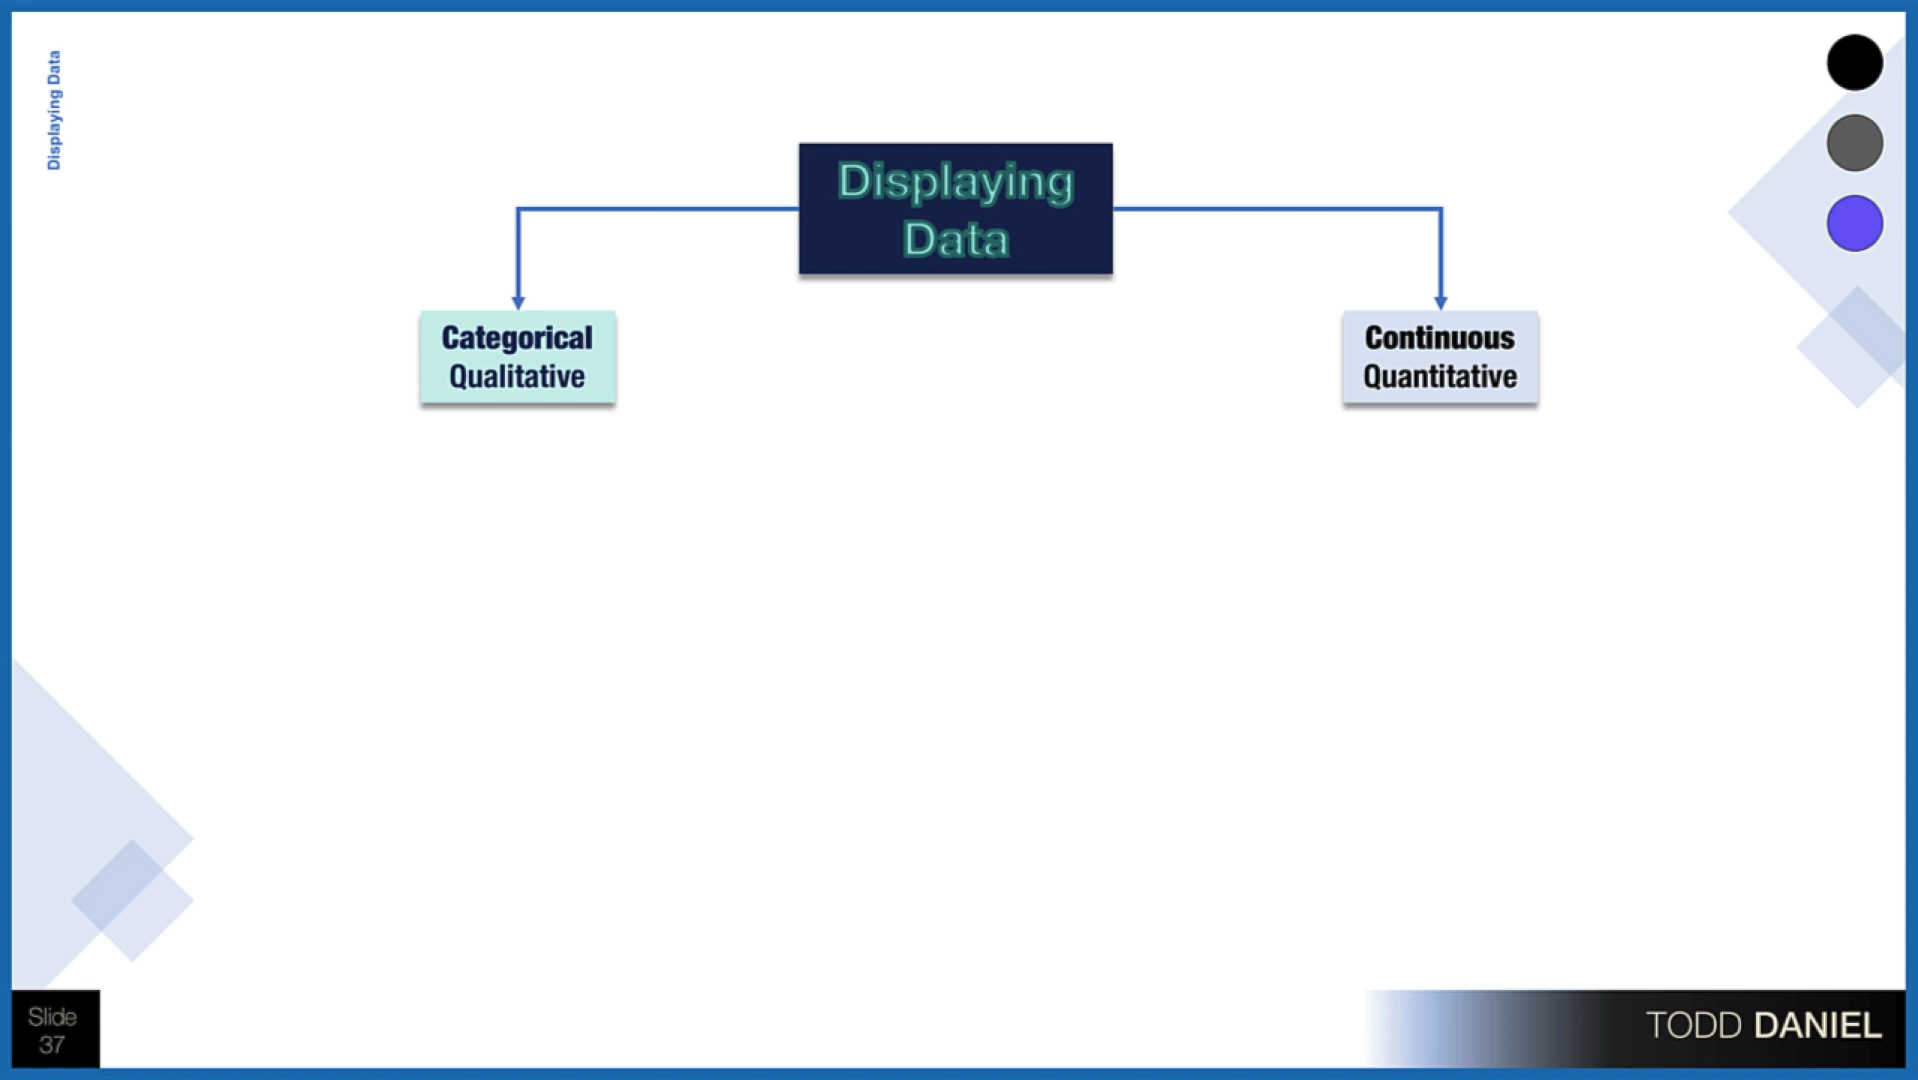 Displaying Data
Displaying
Data
Categorical
Qualitative
Continuous
Quantitative
Slide
37
TODD DANIEL